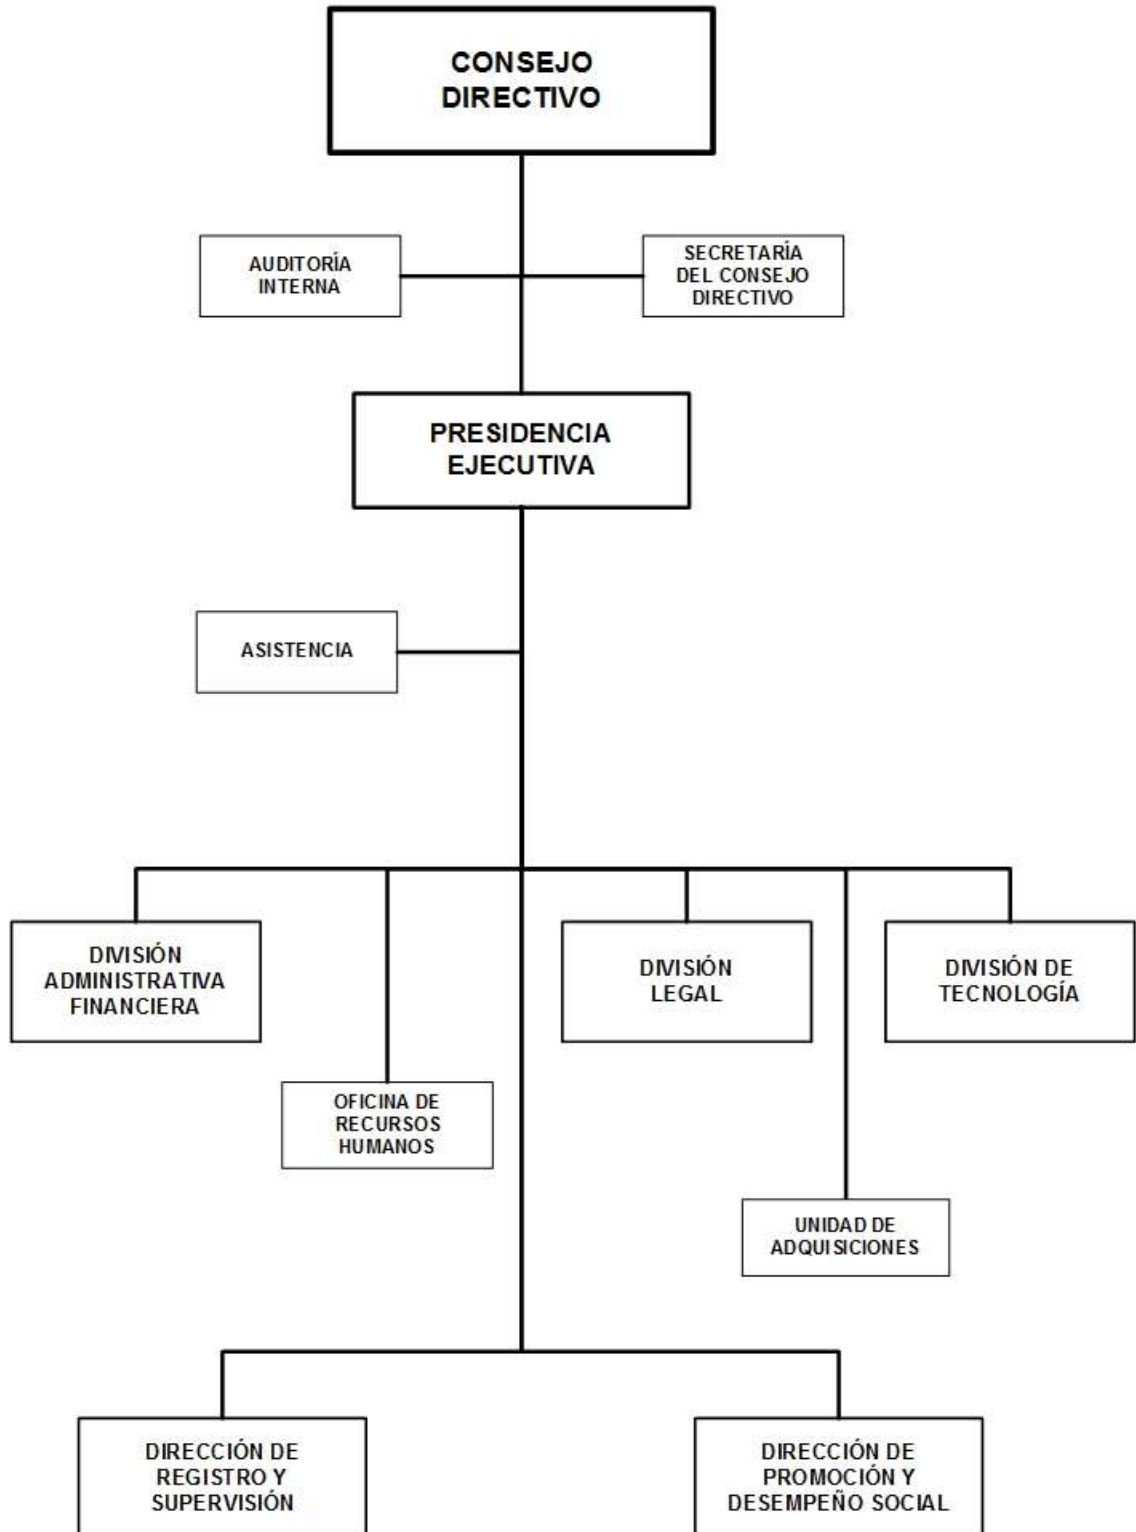 CONSEJO
DIRECTIVO
AUDITORÍA
INTERNA
SECRETARÍA
DEL CONSEJO
DIRECTIVO
PRESIDENCIA
EJECUTIVA
ASISTENCIA
DIVISIÓN
ADMINISTRATIVA
FINANCIERA
DIVISIÓN
LEGAL
DIVISIÓN DE
TECNOLOGÍA
OFICINA DE
RECURSOS
HUMANOS
UNIDAD DE
ADQUISICIONES
DIRECCIÓN DE
REGISTRO Y
SUPERVISIÓN
DIRECCIÓN DE
PROMOCIÓN Y
DESEMPEÑO SOCIAL